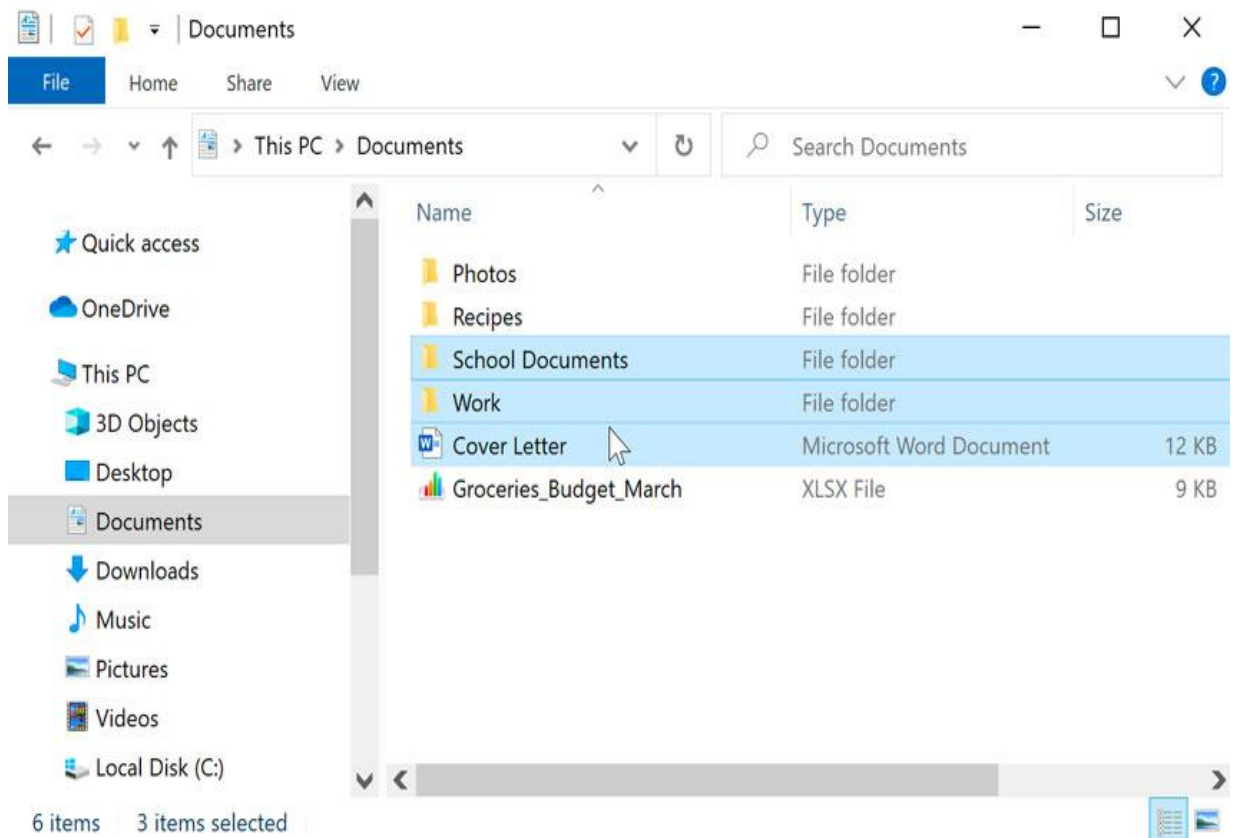 Documents
File Home Share View ?
This PC > Documents Search Documents
Name Type Size
Quick access
OneDrive
This PC
3D Objects
Desktop
Documents
Downloads
Music
Pictures
Videos
Local Disk (C:)
Photos File folder
Recipes File folder
School Documents File folder
Work File folder
Cover Letter Microsoft Word Document 12 KB
Groceries_Budget_March XLSX File 9 KB
6 items 3 items selected